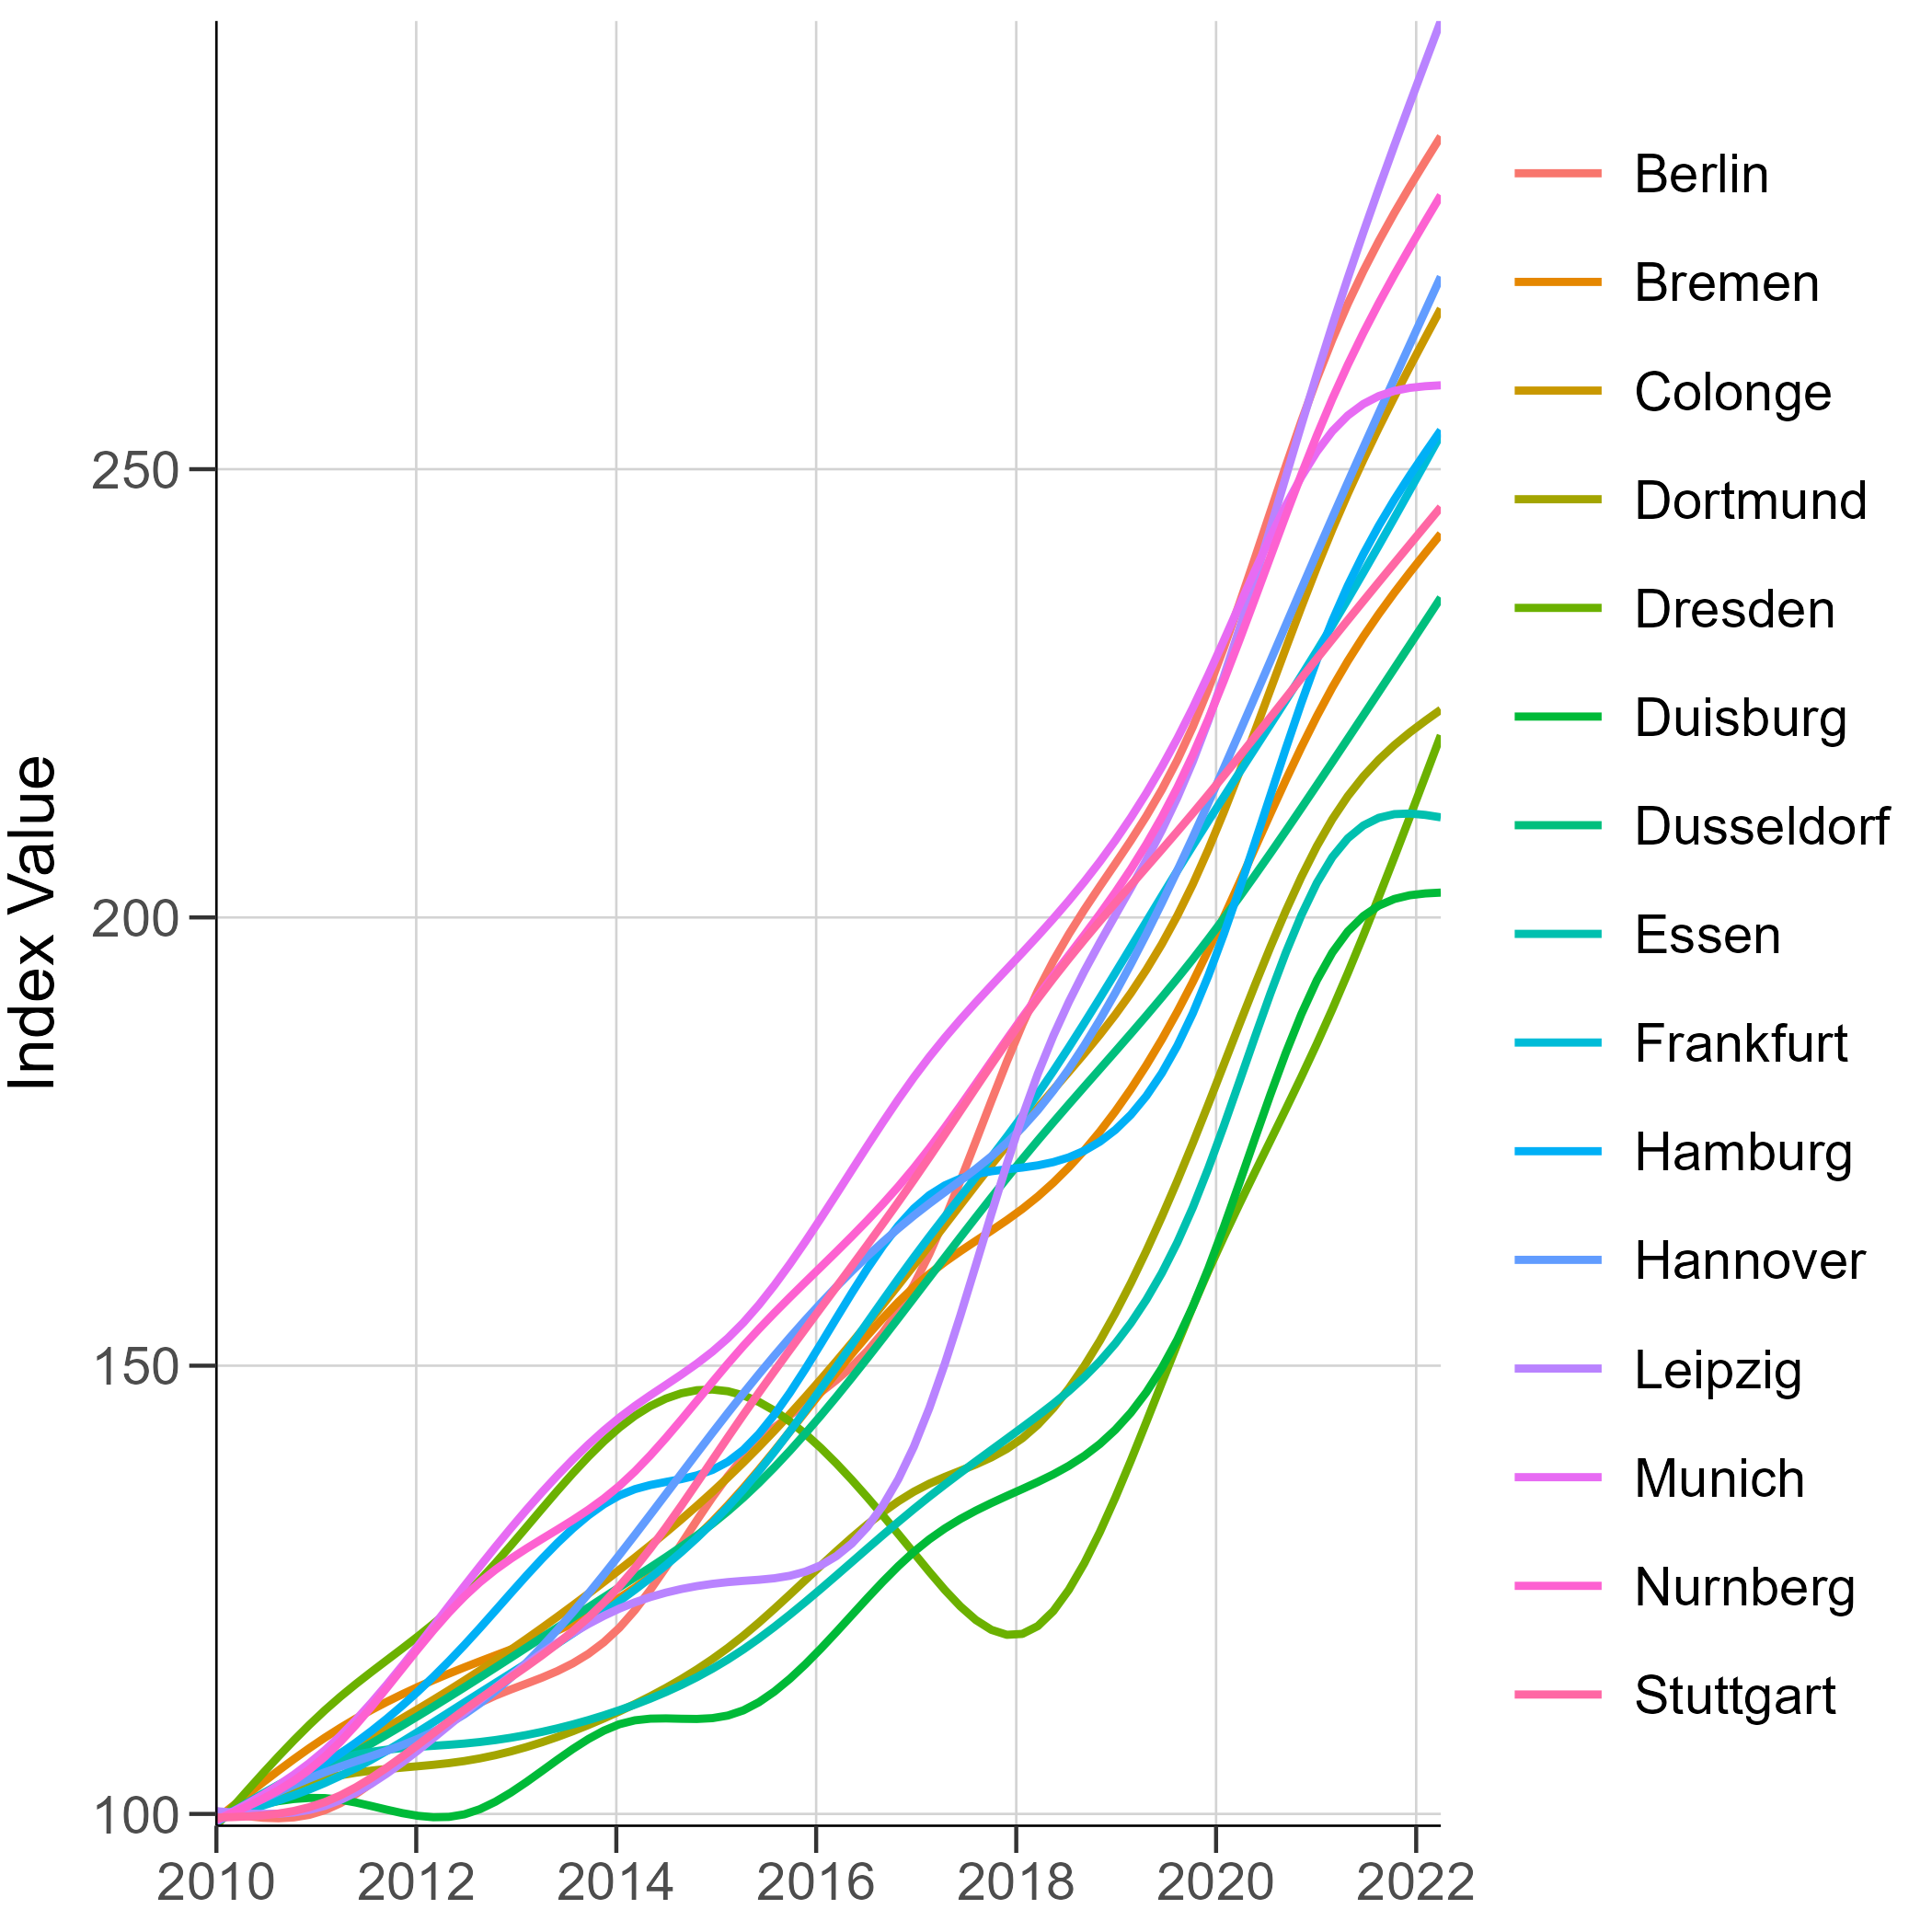 Index Value
250
200
150
100
2010 2012 2014 2016 2018 2020 2022
Berlin
Bremen
Colonge
Dortmund
Dresden
Duisburg
Dusseldorf
Essen
Frankfurt
Hamburg
Hannover
Leipzig
Munich
Nurnberg
Stuttgart